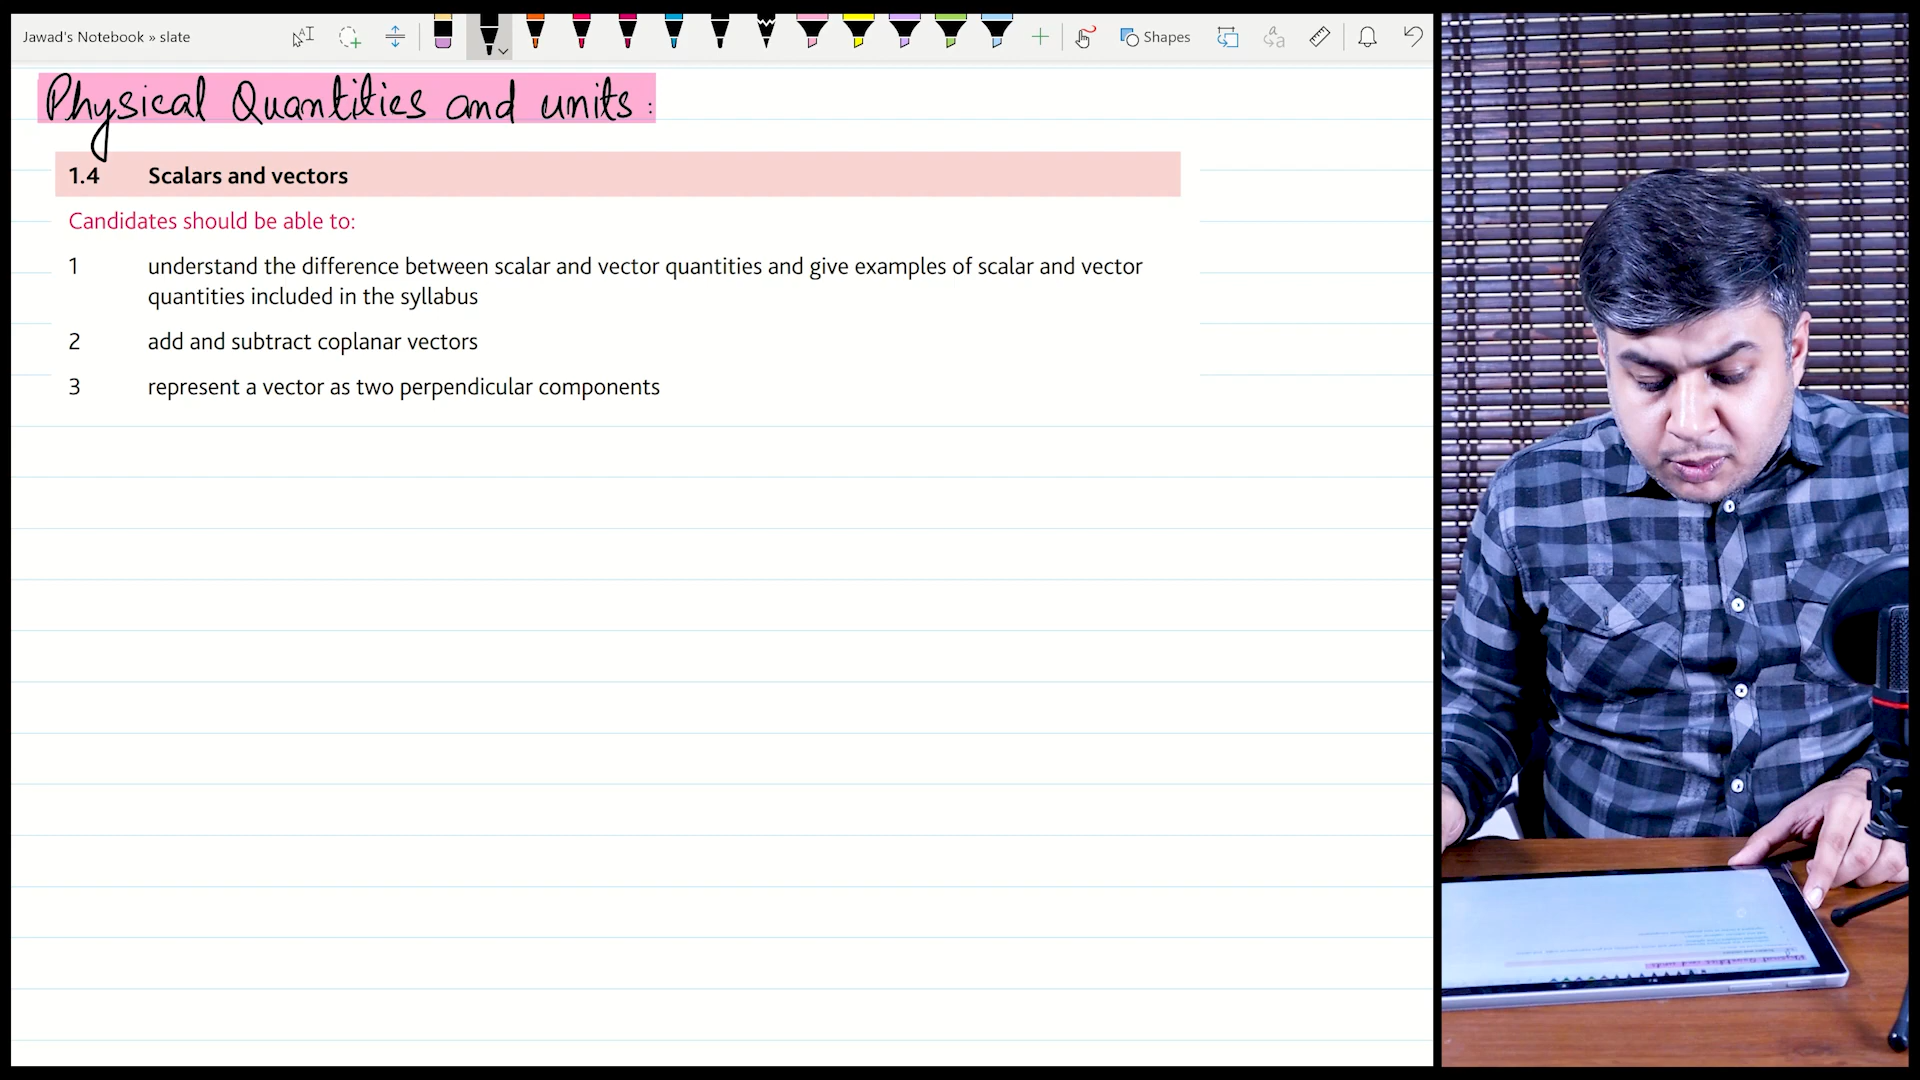 Jawad's Notebook » slate
Shapes
Physical Quantities and units :
1.4 Scalars and vectors
Candidates should be able to:
1 understand the difference between scalar and vector quantities and give examples of scalar and vector
quantities included in the syllabus
2 add and subtract coplanar vectors
3 represent a vector as two perpendicular components